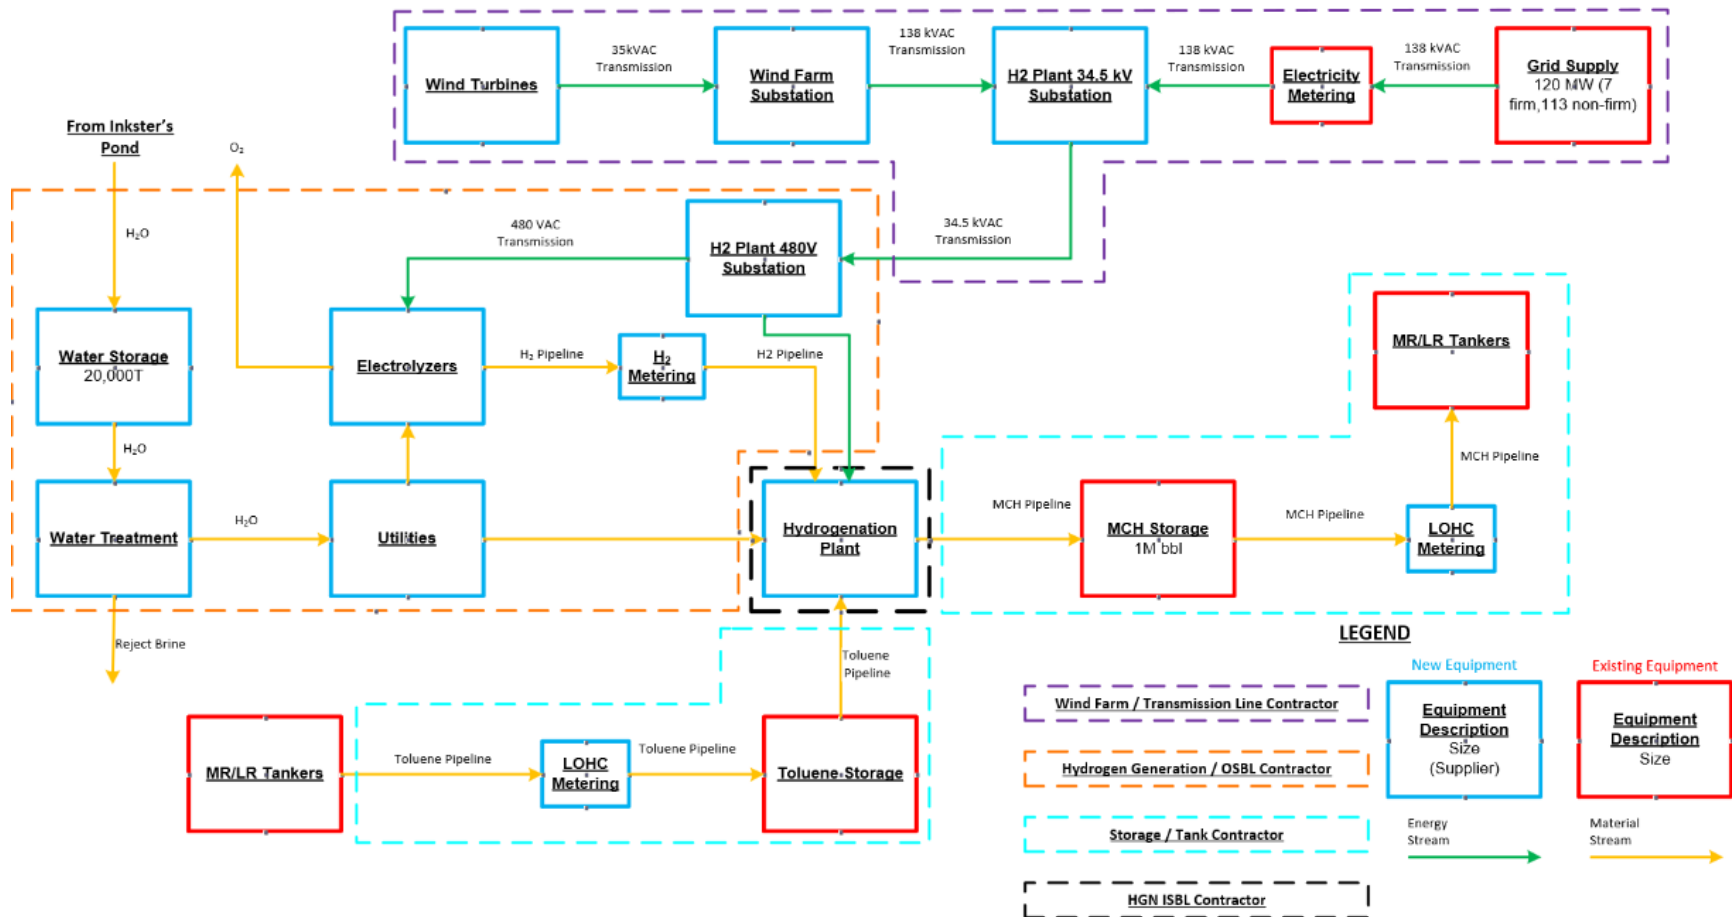 35kVAC
Transmission
138 kVAC
Transmission
138 kVAC
Transmission
138 kVAC
Transmission
Wind Turbines
Wind Farm
Substation
H2 Plant 34.5 kV
Substation
Electricity
Metering
Grid Supply
120 MW (7
firm,113 non-firm)
From Inkster's
Pond
O₂
H₂O
480 VAC
Transmission
H2 Plant 480V
Substation
34.5 kVAC
Transmission
Water Storage
20,000T
Electrolyzers
H₂ Pipeline
H₂
Metering
H2 Pipeline
MR/LR Tankers
H₂O
MCH Pipeline
Water Treatment
H₂O
Utilities
Hydrogenation
Plant
MCH Pipeline
MCH Storage
1M bbl
MCH Pipeline
LOHC
Metering
Reject Brine
Toluene
Pipeline
MR/LR Tankers
Toluene Pipeline
LOHC
Metering
Toluene Pipeline
Toluene Storage
LEGEND
New Equipment
Existing Equipment
Wind Farm / Transmission Line Contractor
Equipment
Description
Size
(Supplier)
Equipment
Description
Size
Hydrogen Generation / OSBL Contractor
Storage / Tank Contractor
Energy
Stream
Material
Stream
HGN ISBL Contractor